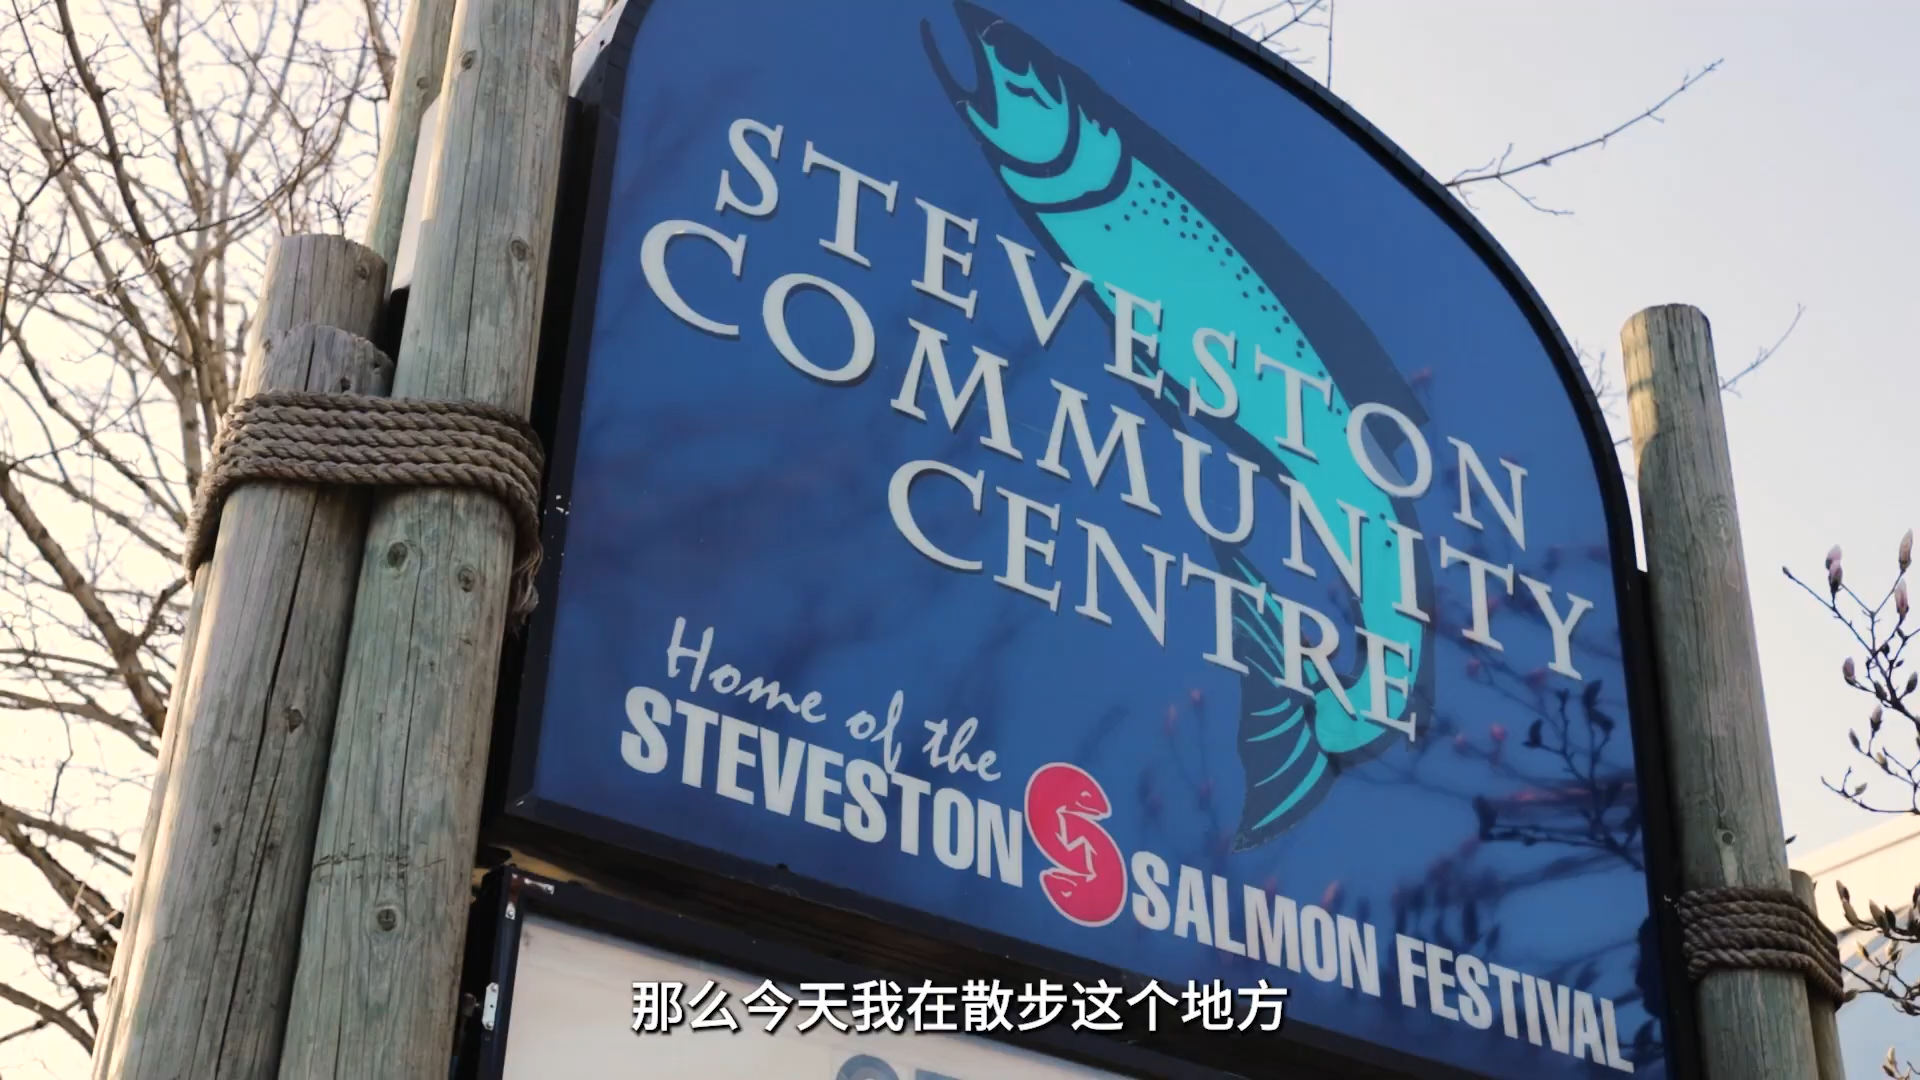 STEVESTON
COMMUNITY
CENTRE
Home of the
STEVESTON S SALMON FESTIVAL
那么今天我在散步这个地方